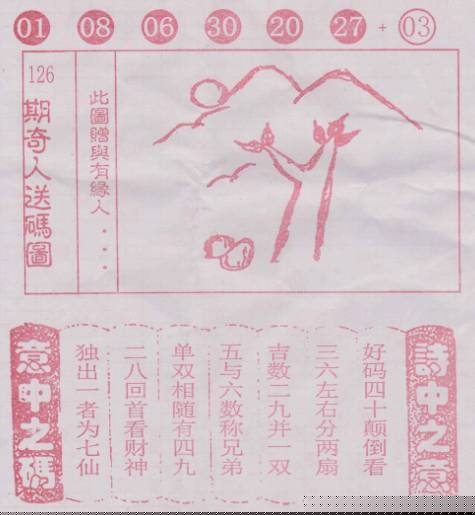 01 08 06 30 20 27 + 03
126
期奇人送碼圖
此圖贈與有緣人...
詩中之意
好码四十颠倒看
三六左右分两扇
吉数二九并一双
五与六数称兄弟
单双相随有四九
二八回首看财神
独出一者为七仙
意中之碼